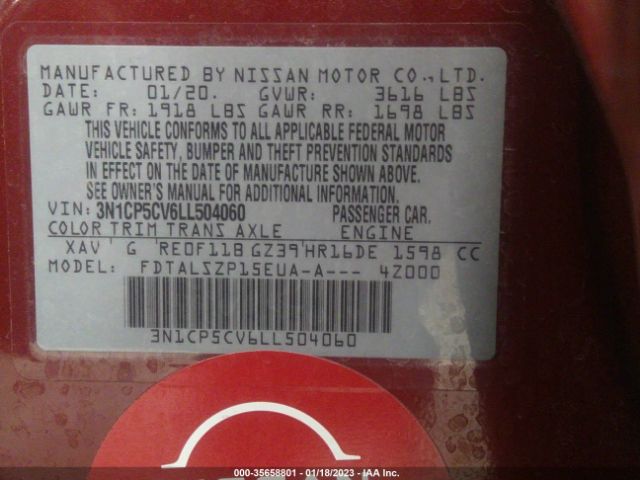 MANUFACTURED BY NISSAN MOTOR CO.,LTD.
DATE: 01/20. GVWR: 3616 LBS
GAWR FR: 1918 LBS GAWR RR: 1698 LBS
THIS VEHICLE CONFORMS TO ALL APPLICABLE FEDERAL MOTOR
VEHICLE SAFETY, BUMPER AND THEFT PREVENTION STANDARDS
IN EFFECT ON THE DATE OF MANUFACTURE SHOWN ABOVE.
SEE OWNER'S MANUAL FOR ADDITIONAL INFORMATION.
VIN: 3N1CP5CV6LL504060 PASSENGER CAR.
COLOR TRIM TRANS AXLE ENGINE
XAV G RE0F11B GZ39 HR16DE 1598 CC
MODEL: FDTALSZP15EUA-A--- 4Z000
3N1CP5CV6LL504060
000-35658801 - 01/18/2023 - IAA Inc.